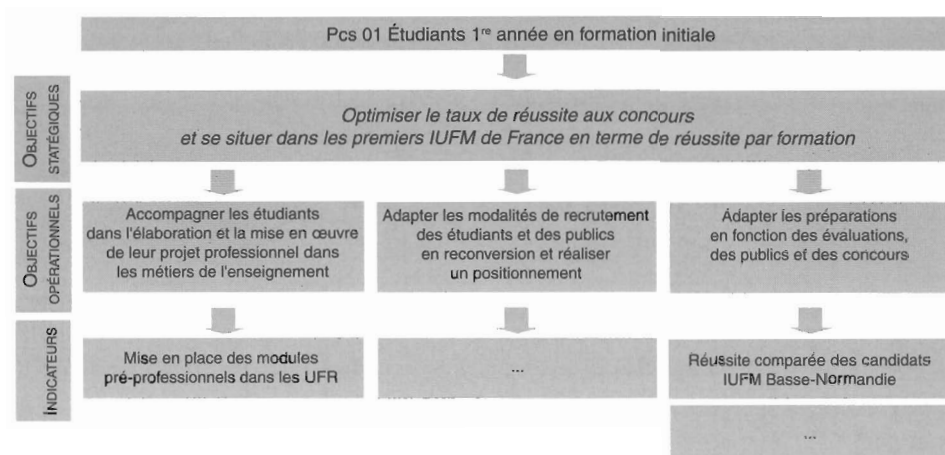 Pcs 01 Étudiants 1re année en formation initiale
OBJECTIFS
STATÉGIQUES
Optimiser le taux de réussite aux concours
et se situer dans les premiers IUFM de France en terme de réussite par formation
OBJECTIFS
OPÉRATIONNELS
Accompagner les étudiants
dans l'élaboration et la mise en œuvre
de leur projet professionnel dans
les métiers de l'enseignement
Adapter les modalités de recrutement
des étudiants et des publics
en reconversion et réaliser
un positionnement
Adapter les préparations
en fonction des évaluations,
des publics et des concours
INDICATEURS
Mise en place des modules
pré-professionnels dans les UFR
...
Réussite comparée des candidats
IUFM Basse-Normandie
...